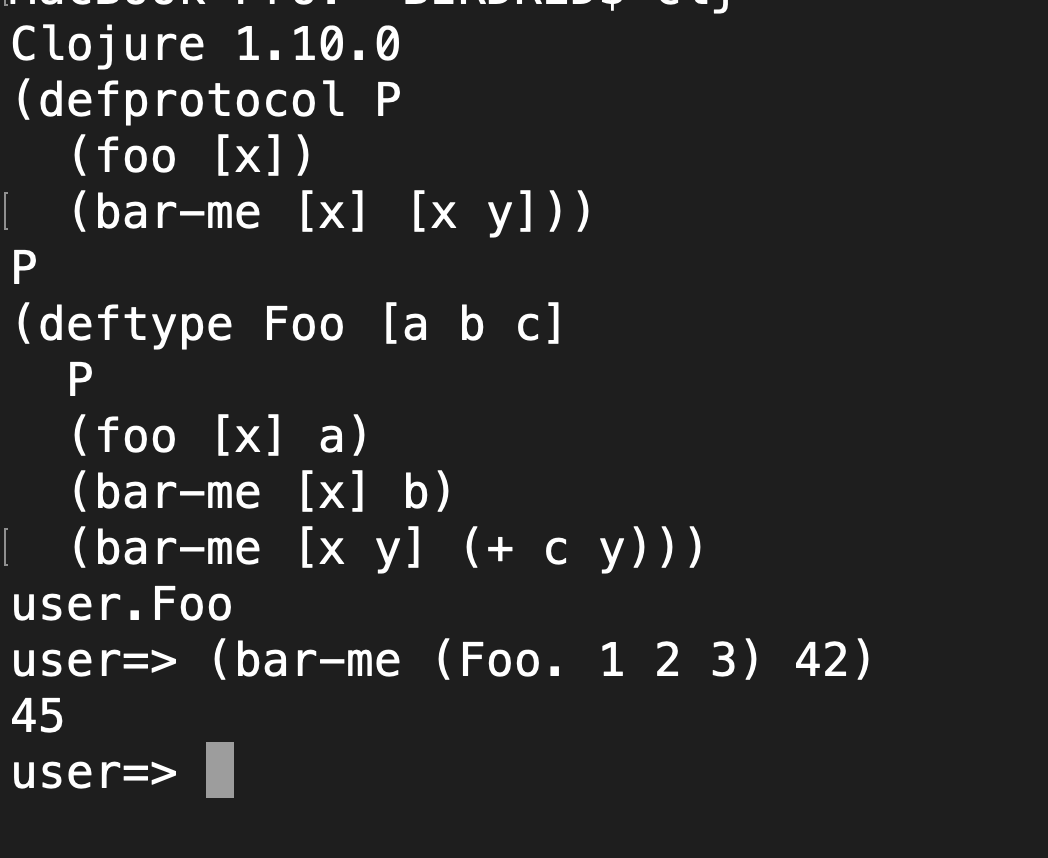 Clojure 1.10.0
(defprotocol P
  (foo [x])
  (bar-me [x] [x y]))
P
(deftype Foo [a b c]
  P
  (foo [x] a)
  (bar-me [x] b)
  (bar-me [x y] (+ c y)))
user.Foo
user=> (bar-me (Foo. 1 2 3) 42)
45
user=>